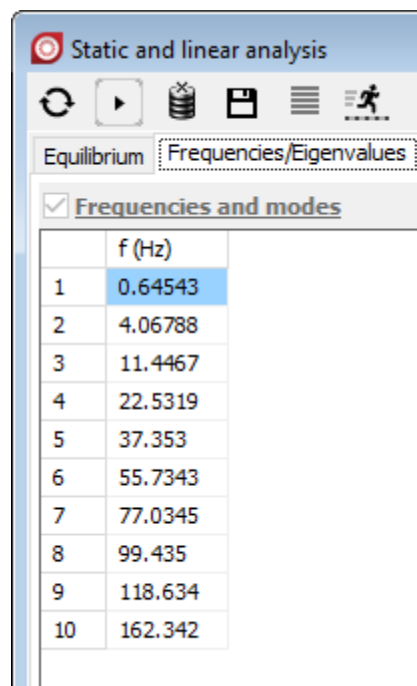 Static and linear analysis
Equilibrium Frequencies/Eigenvalues
Frequencies and modes
f (Hz)
1 0.64543
2 4.06788
3 11.4467
4 22.5319
5 37.353
6 55.7343
7 77.0345
8 99.435
9 118.634
10 162.342